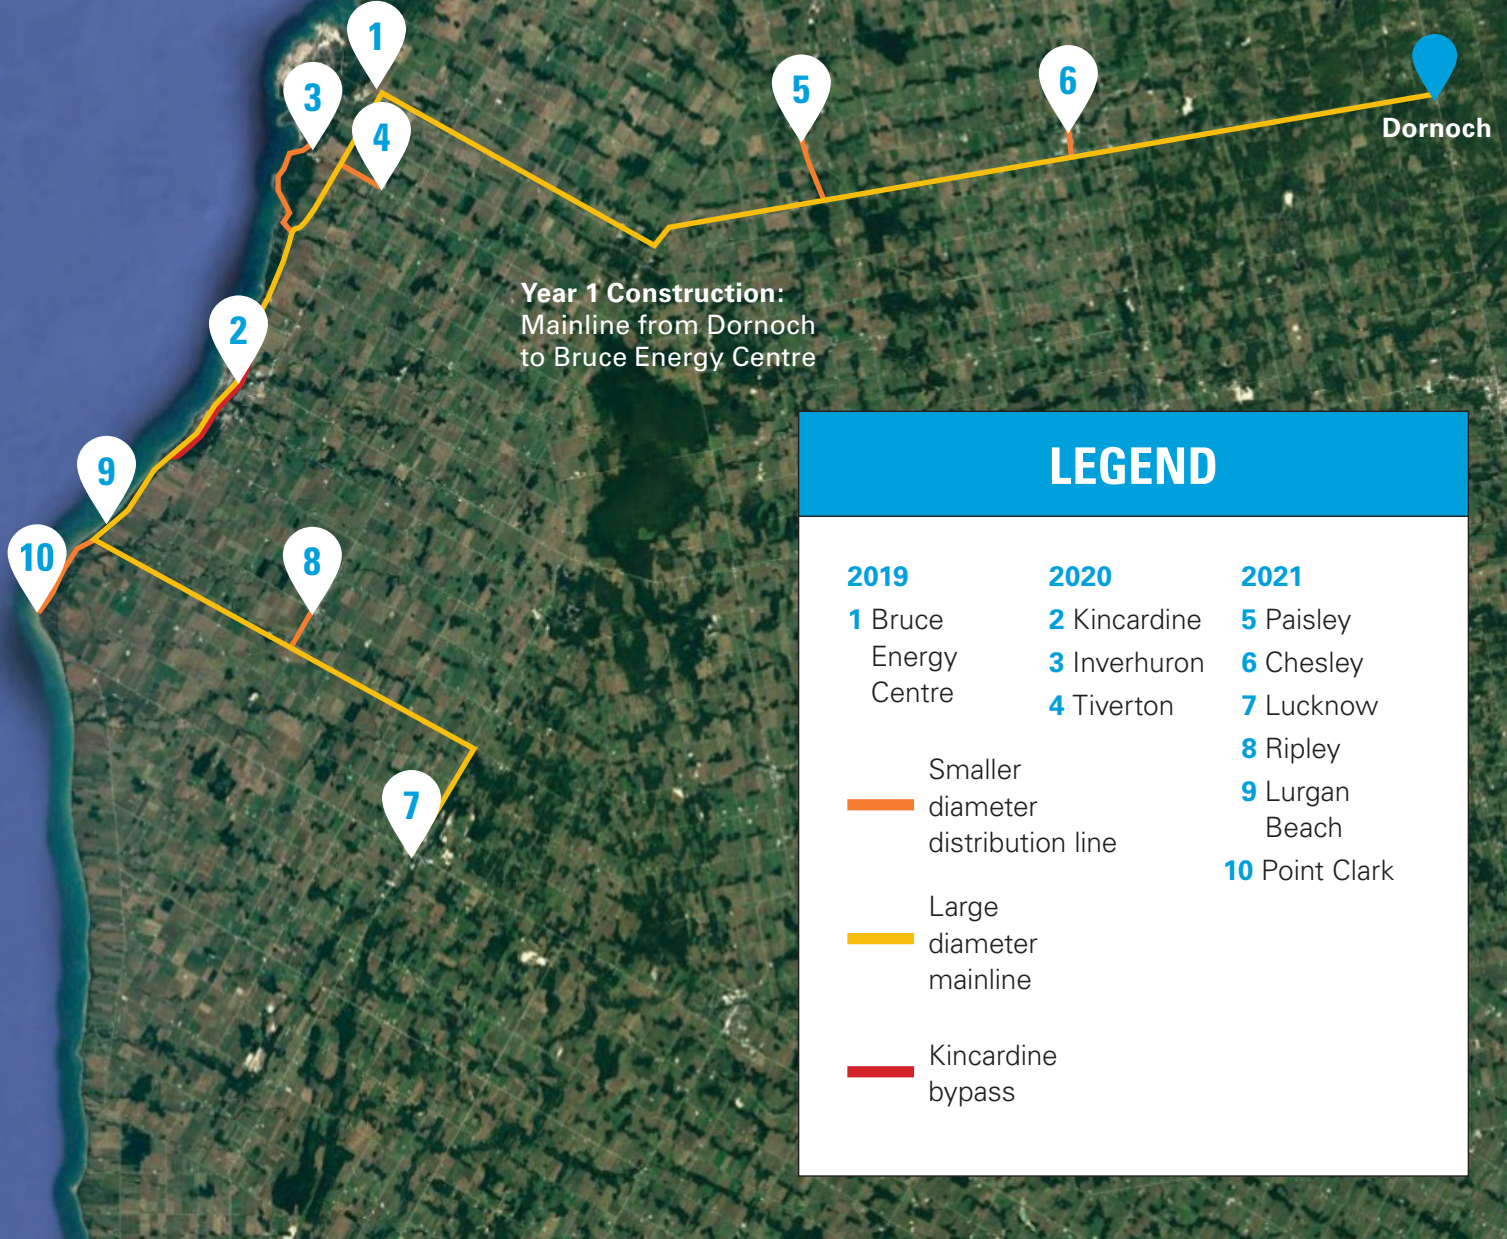 1
3
4
5
6
Dornoch
Year 1 Construction:
Mainline from Dornoch
to Bruce Energy Centre
2
9
10
8
7
LEGEND
2019
1 Bruce
Energy
Centre
2020
2 Kincardine
3 Inverhuron
4 Tiverton
2021
5 Paisley
6 Chesley
7 Lucknow
8 Ripley
9 Lurgan
Beach
10 Point Clark
Smaller
diameter
distribution line
Large
diameter
mainline
Kincardine
bypass